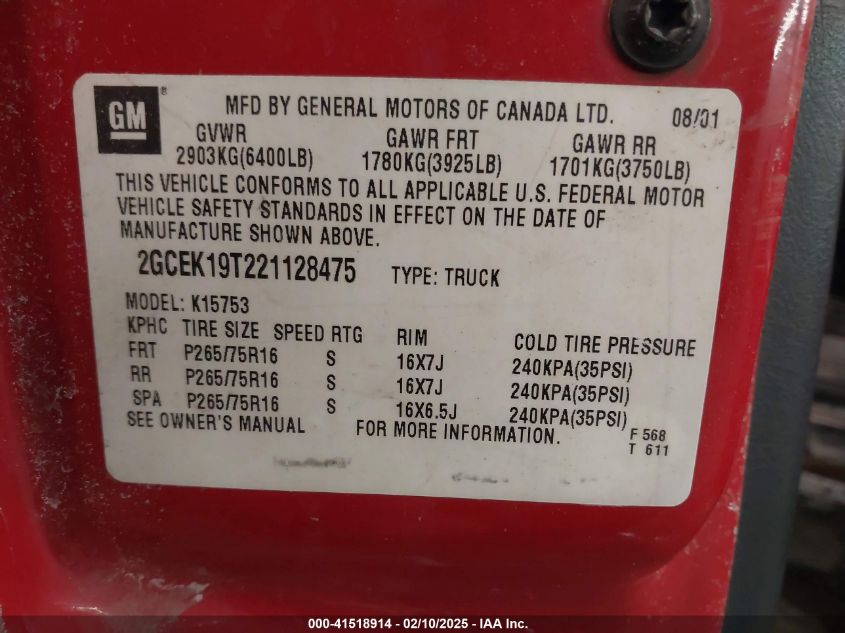 GM ® MFD BY GENERAL MOTORS OF CANADA LTD. 08/01
GVWR GAWR FRT GAWR RR
2903KG(6400LB) 1780KG(3925LB) 1701KG(3750LB)
THIS VEHICLE CONFORMS TO ALL APPLICABLE U.S. FEDERAL MOTOR
VEHICLE SAFETY STANDARDS IN EFFECT ON THE DATE OF
MANUFACTURE SHOWN ABOVE.
2GCEK19T221128475 TYPE: TRUCK
MODEL: K15753
KPHC TIRE SIZE SPEED RTG RIM COLD TIRE PRESSURE
FRT P265/75R16 S 16X7J 240KPA(35PSI)
RR P265/75R16 S 16X7J 240KPA(35PSI)
SPA P265/75R16 S 16X6.5J 240KPA(35PSI)
SEE OWNER'S MANUAL FOR MORE INFORMATION.
F 568
T 611
000-41518914 - 02/10/2025 - IAA Inc.